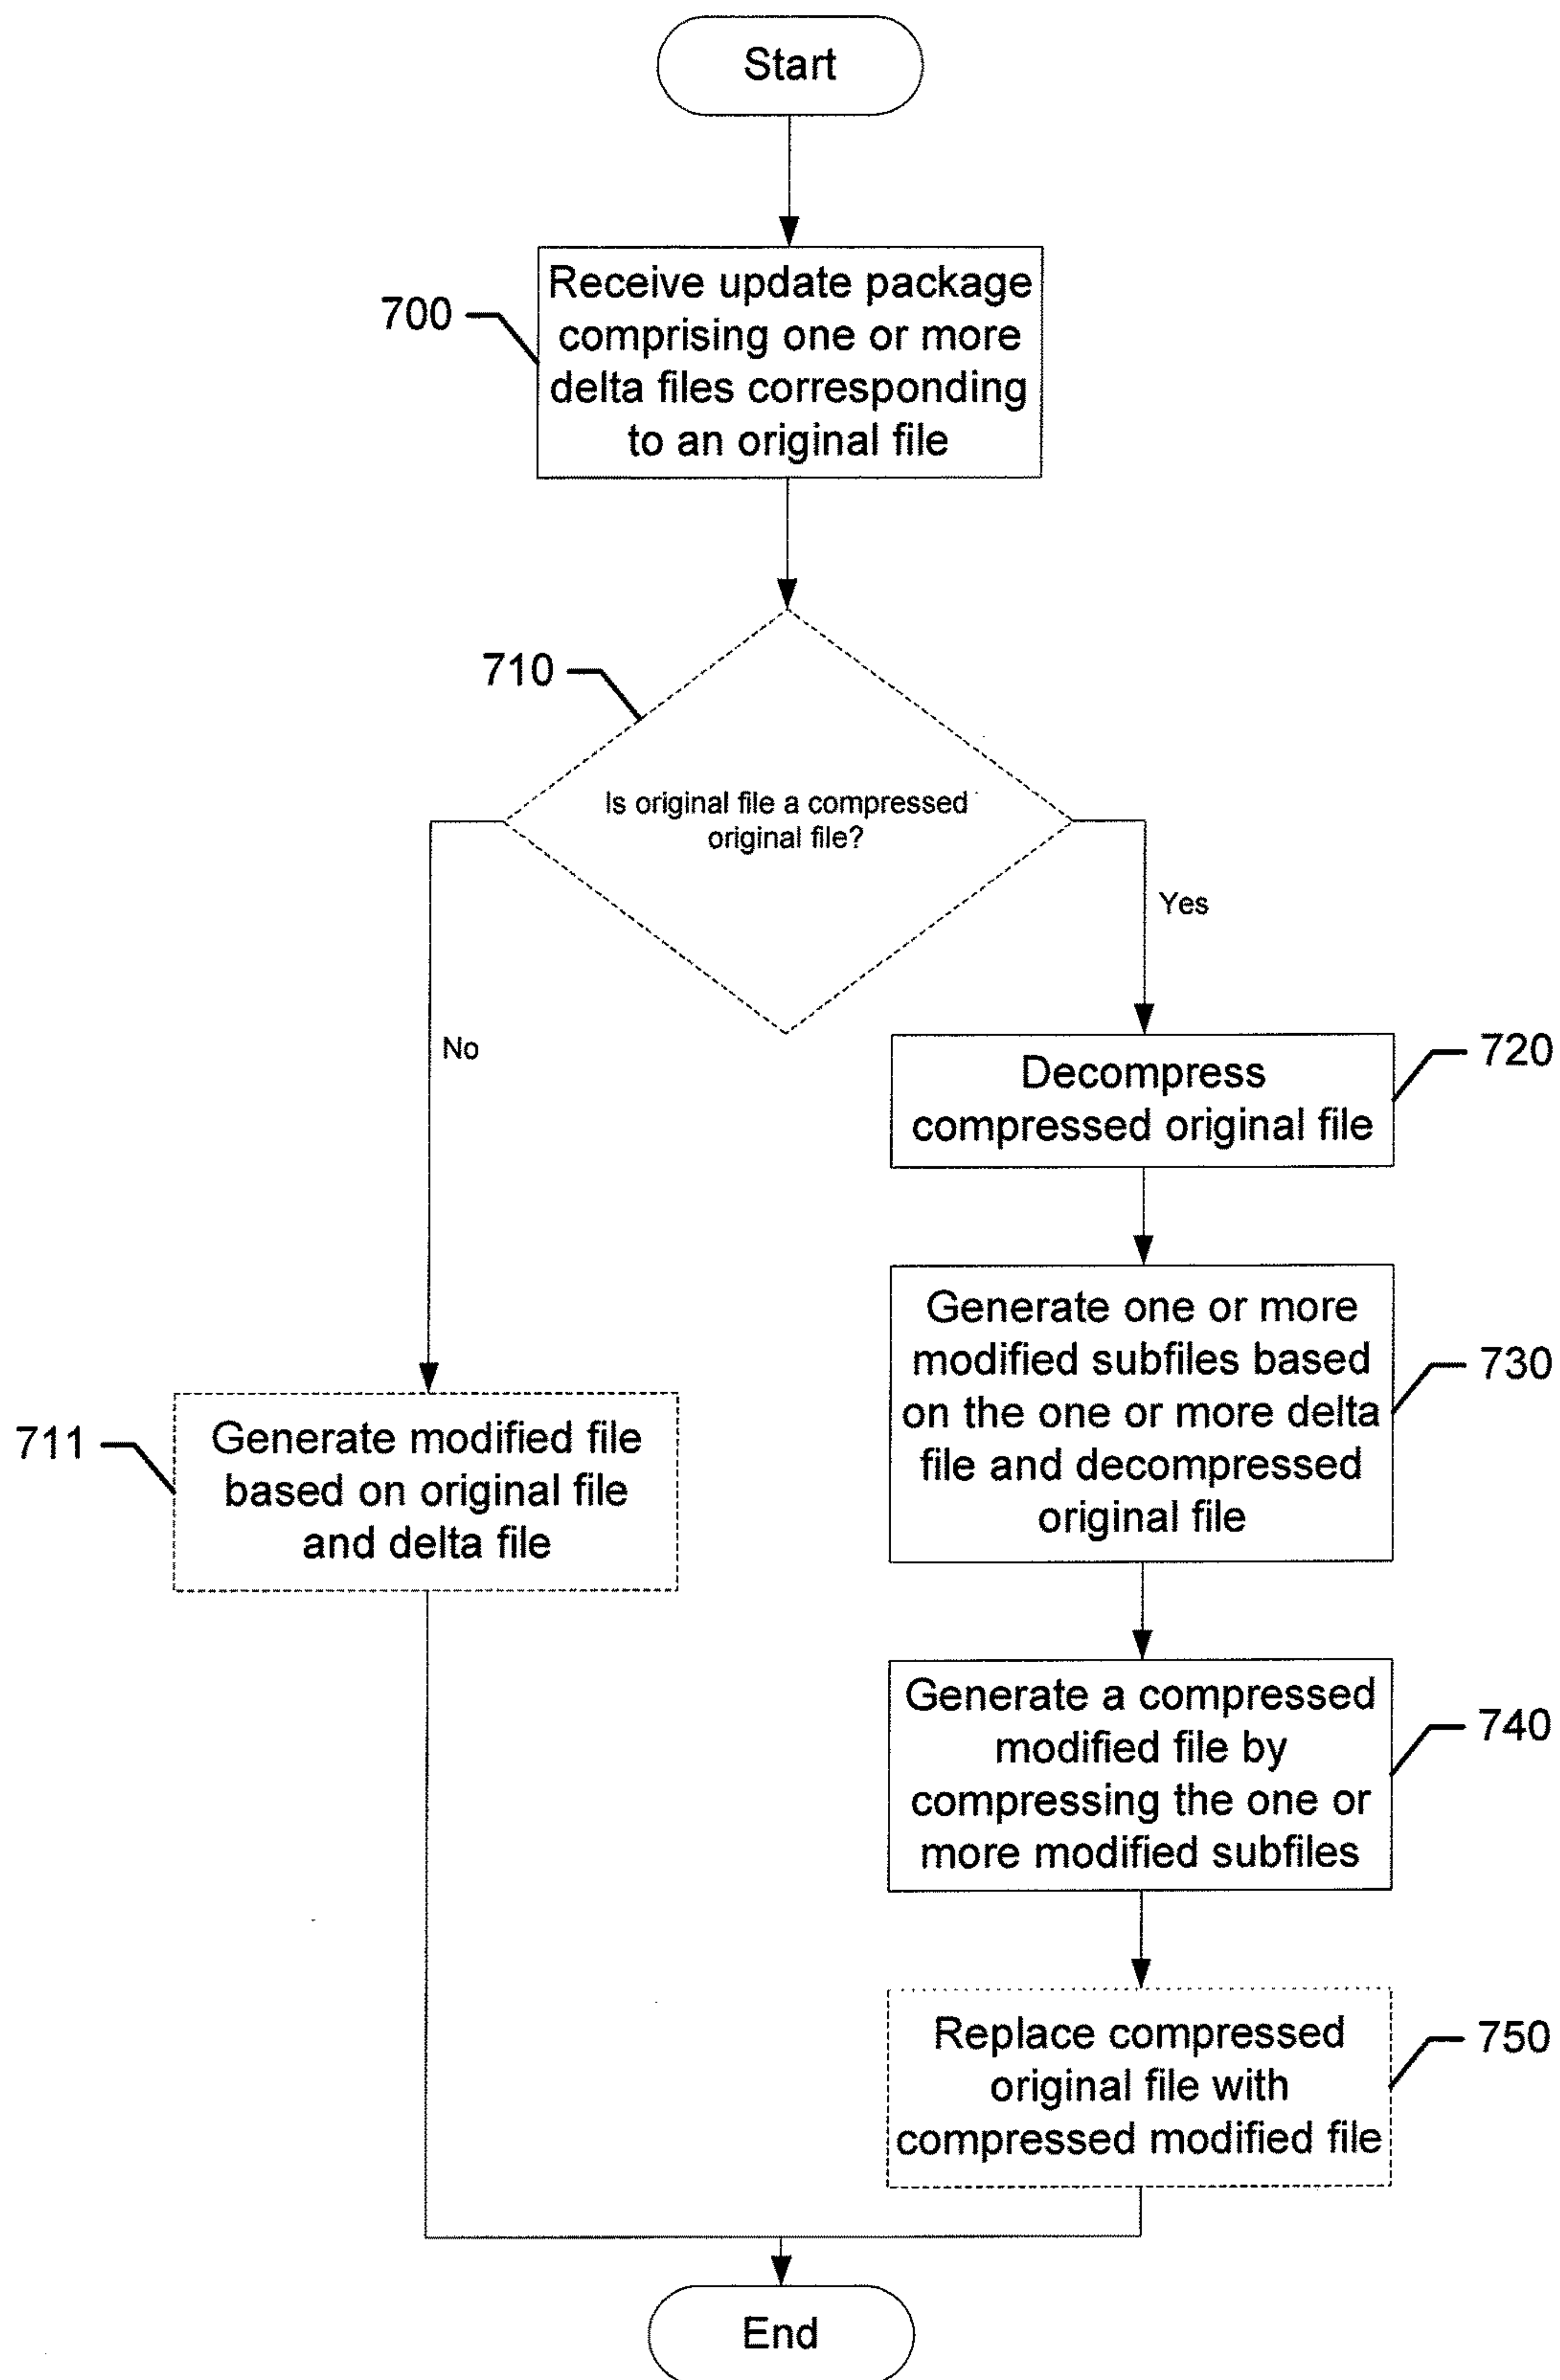 Start
700
Receive update package
comprising one or more
delta files corresponding
to an original file
710
Is original file a compressed
original file?
Yes
No
720
Decompress
compressed original file
730
Generate one or more
modified subfiles based
on the one or more delta
file and decompressed
original file
711
Generate modified file
based on original file
and delta file
740
Generate a compressed
modified file by
compressing the one or
more modified subfiles
750
Replace compressed
original file with
compressed modified file
End